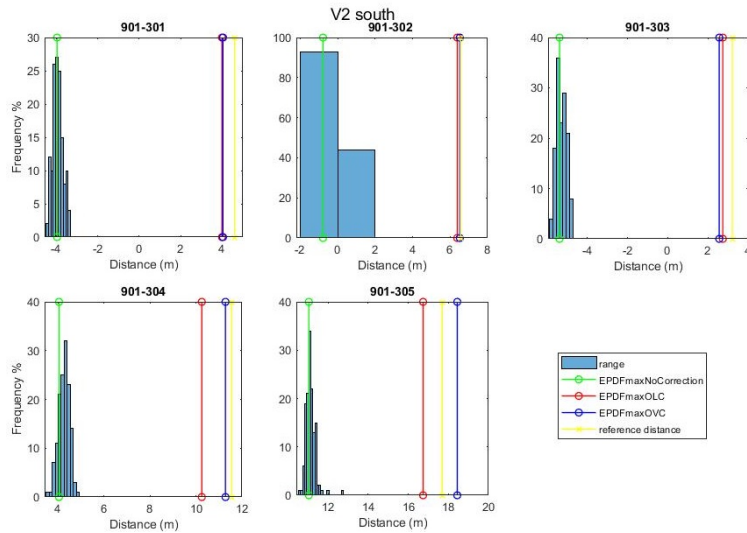 V2 south
901-301
901-302
901-303
Frequency %
30
25
20
15
10
5
0
-4 -2 0 2 4
Distance (m)
100
80
60
40
20
0
-2 0 2 4 6 8
Distance (m)
40
30
20
10
0
-4 -2 0 2 4
Distance (m)
901-304
901-305
Frequency %
40
30
20
10
0
4 6 8 10 12
Distance (m)
40
30
20
10
0
12 14 16 18 20
Distance (m)
range
EPDFmaxNoCorrection
EPDFmaxOLC
EPDFmaxOVC
reference distance